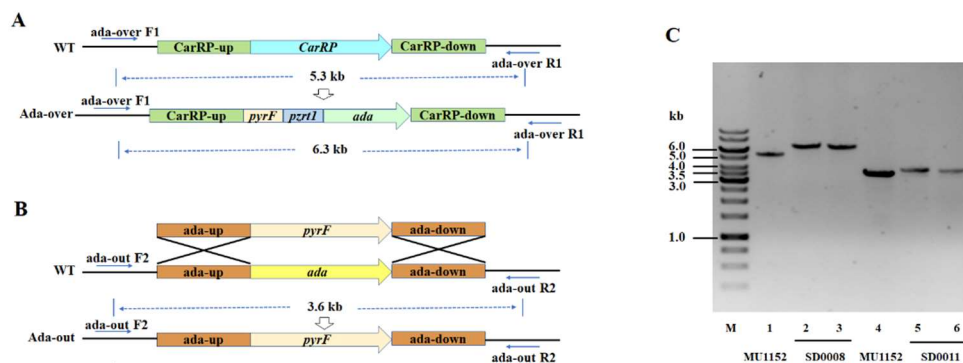 A
ada-over F1
WT
CarRP-up
CarRP
CarRP-down
ada-over R1
5.3 kb
ada-over F1
Ada-over
CarRP-up
pyrF
pzrt1
ada
CarRP-down
ada-over R1
6.3 kb
B
ada-up
pyrF
ada-down
ada-out F2
WT
ada-up
ada
ada-down
ada-out R2
3.6 kb
ada-out F2
Ada-out
ada-up
pyrF
ada-down
ada-out R2
C
kb
6.0
5.0
4.0
3.5
3.0
1.0
M 1 2 3 4 5 6
MU1152 SD0008 MU1152 SD0011